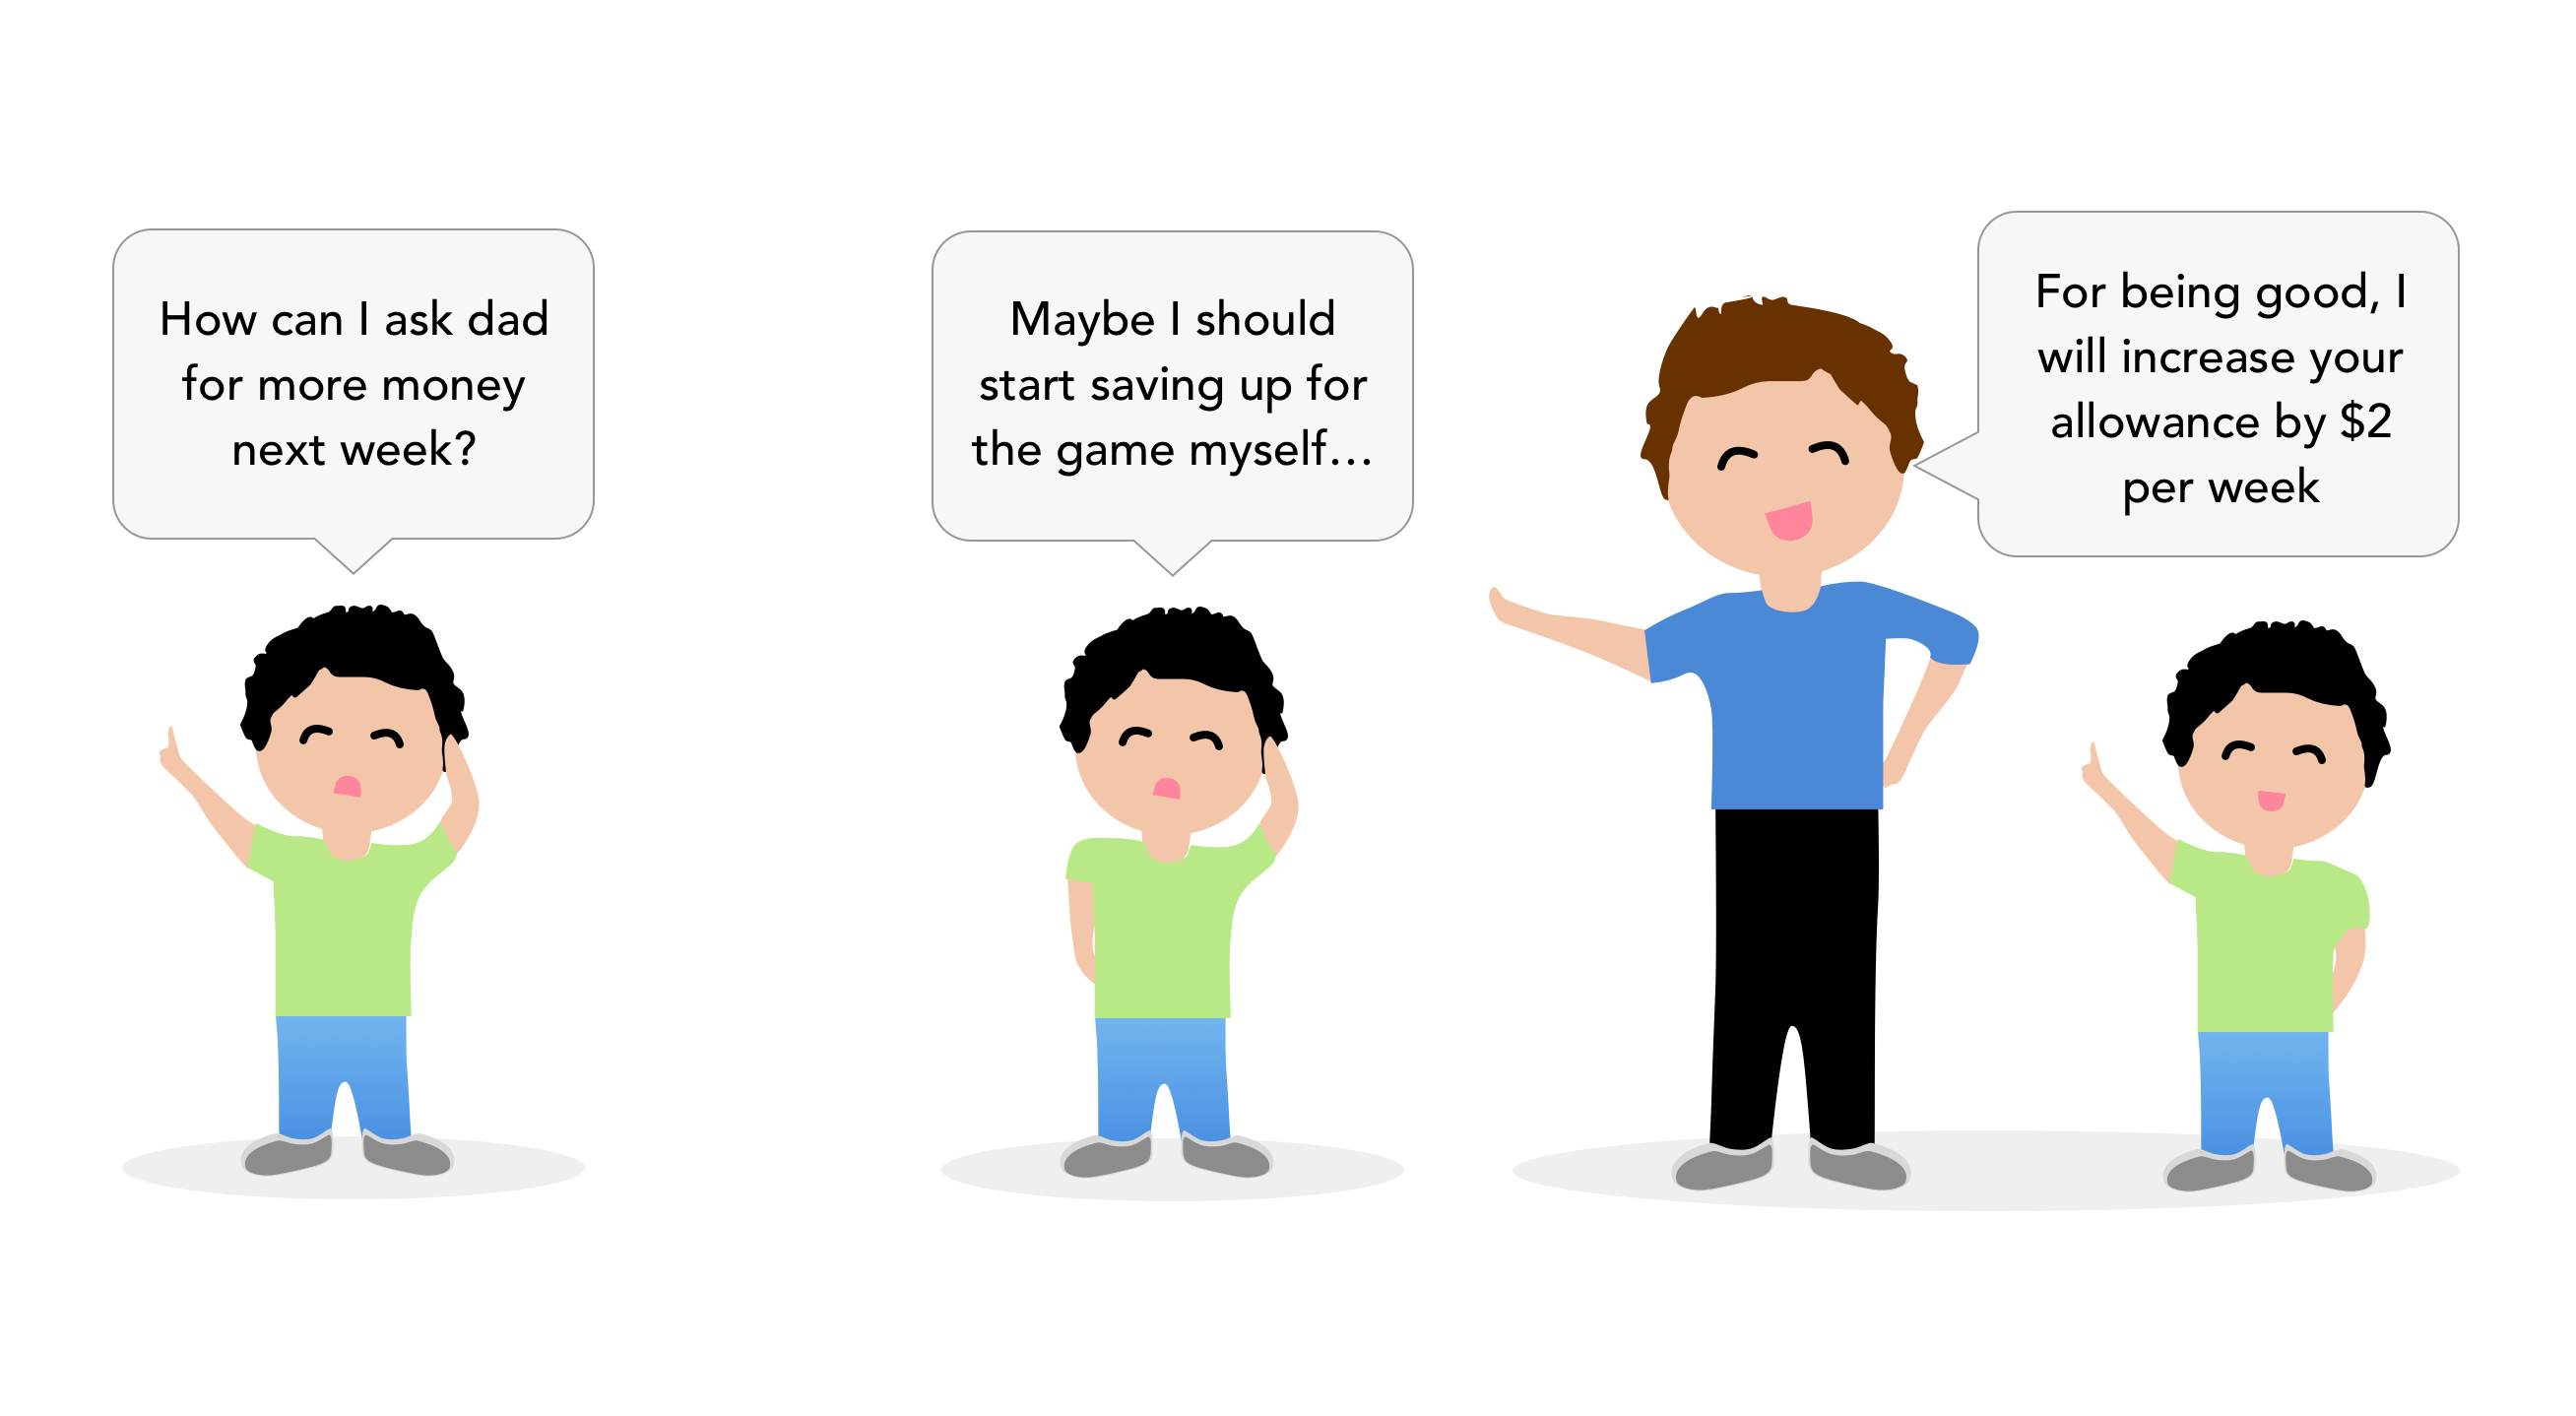 How can I ask dad
for more money
next week?
Maybe I should
start saving up for
the game myself...
For being good, I
will increase your
allowance by $2
per week